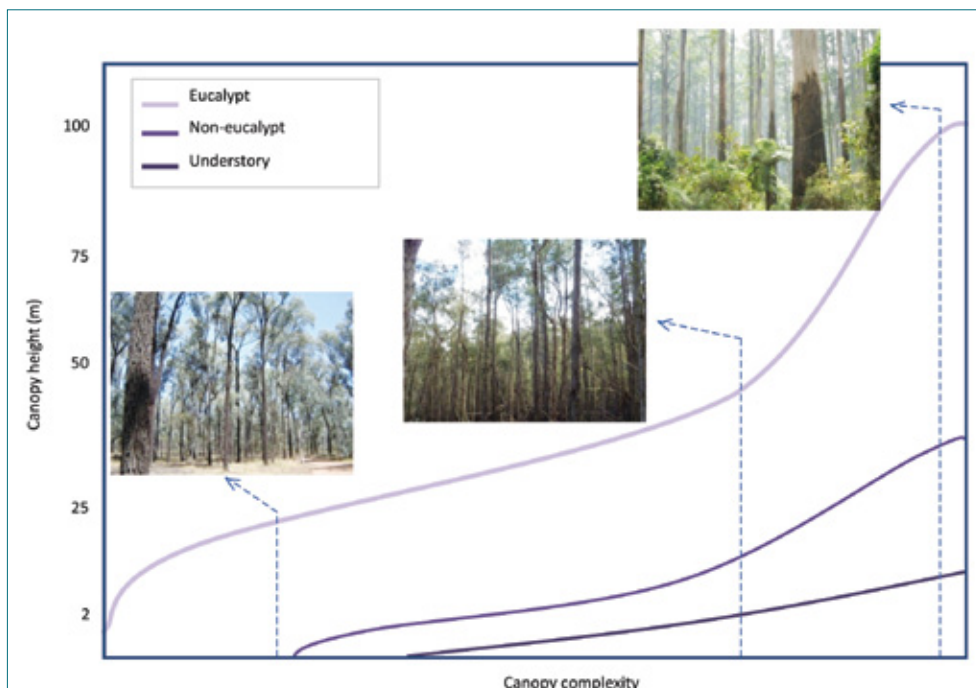 Eucalypt
Non-eucalypt
Understory
100
75
50
25
2
Canopy height (m)
Canopy complexity